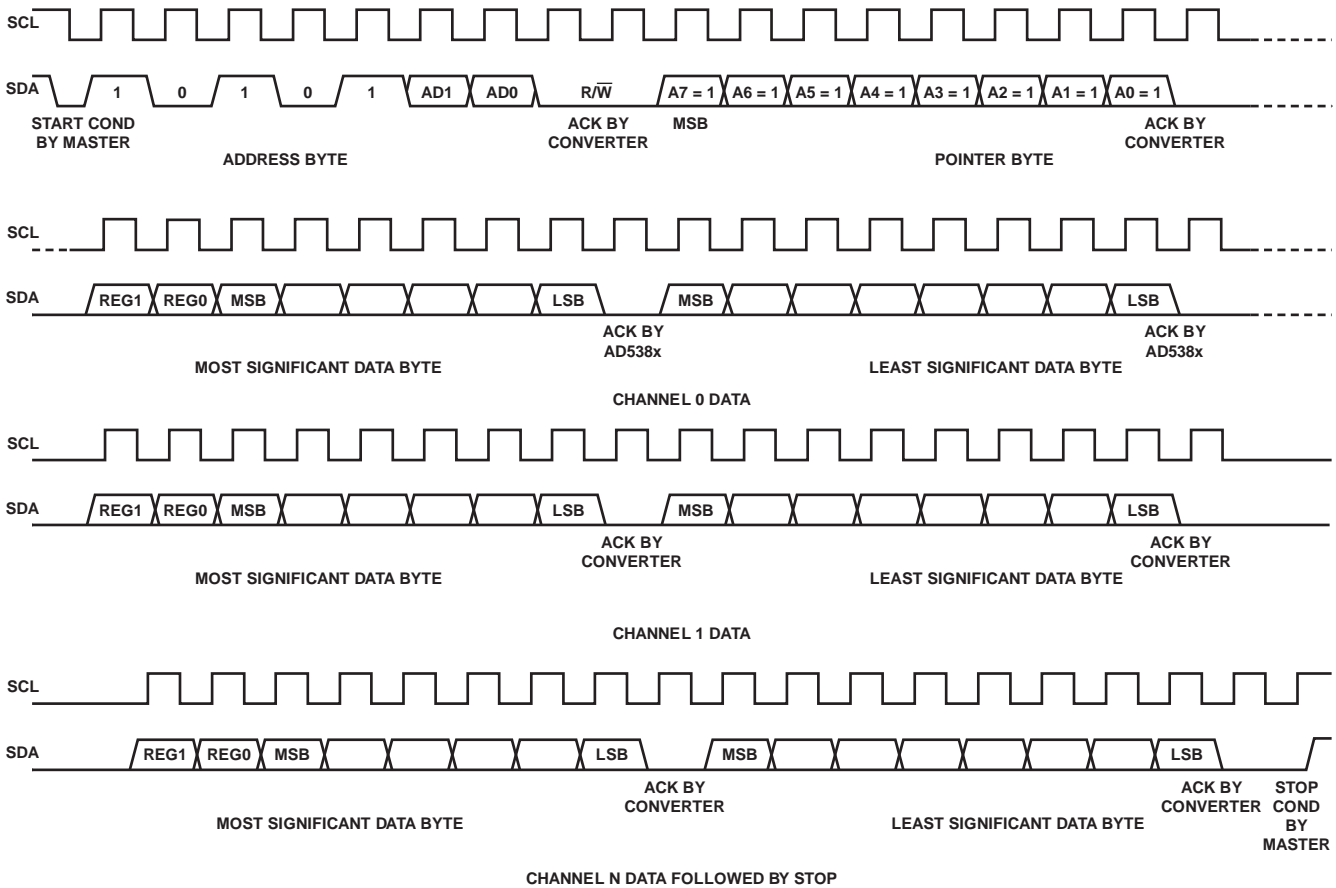 SCL
SDA 1 0 1 0 1 AD1 AD0 R/W̅ A7 = 1 A6 = 1 A5 = 1 A4 = 1 A3 = 1 A2 = 1 A1 = 1 A0 = 1
START COND BY MASTER ACK BY CONVERTER MSB ACK BY CONVERTER
ADDRESS BYTE POINTER BYTE
SCL
SDA REG1 REG0 MSB LSB MSB LSB
ACK BY AD538x ACK BY AD538x
MOST SIGNIFICANT DATA BYTE LEAST SIGNIFICANT DATA BYTE
CHANNEL 0 DATA
SCL
SDA REG1 REG0 MSB LSB MSB LSB
ACK BY CONVERTER ACK BY CONVERTER
MOST SIGNIFICANT DATA BYTE LEAST SIGNIFICANT DATA BYTE
CHANNEL 1 DATA
SCL
SDA REG1 REG0 MSB LSB MSB LSB
ACK BY CONVERTER ACK BY CONVERTER STOP COND BY MASTER
MOST SIGNIFICANT DATA BYTE LEAST SIGNIFICANT DATA BYTE
CHANNEL N DATA FOLLOWED BY STOP